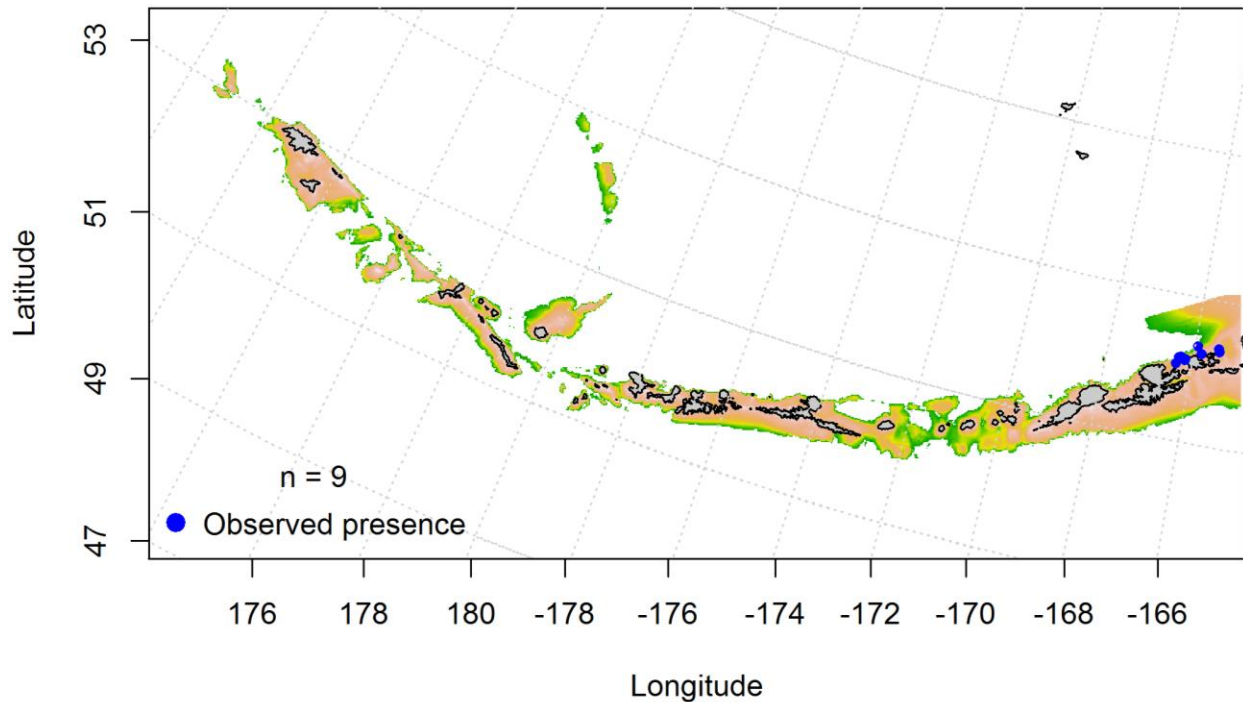 53
51
49
47
Latitude
n = 9
Observed presence
176 178 180 -178 -176 -174 -172 -170 -168 -166
Longitude